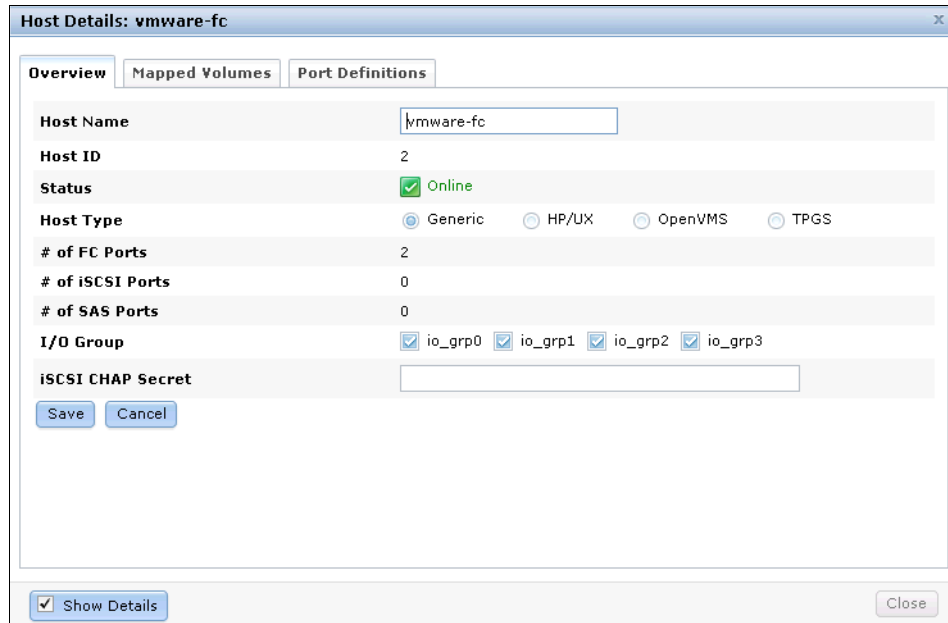 Host Details: vmware-fc x
Overview Mapped Volumes Port Definitions
Host Name vmware-fc
Host ID 2
Status Online
Host Type Generic HP/UX OpenVMS TPGS
# of FC Ports 2
# of iSCSI Ports 0
# of SAS Ports 0
I/O Group io_grp0 io_grp1 io_grp2 io_grp3
iSCSI CHAP Secret
Save Cancel
Show Details Close